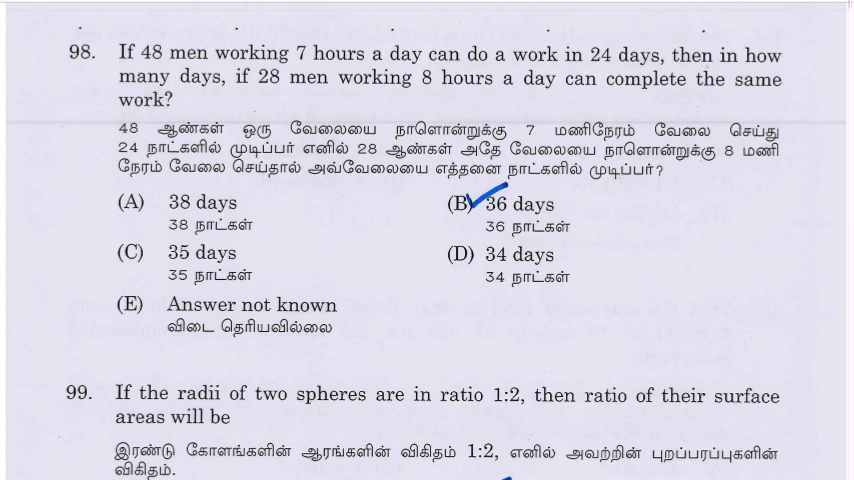 98. If 48 men working 7 hours a day can do a work in 24 days, then in how
many days, if 28 men working 8 hours a day can complete the same
work?
48 ஆண்கள் ஒரு வேலையை நாளொன்றுக்கு 7 மணிநேரம் வேலை செய்து
24 நாட்களில் முடிப்பர் எனில் 28 ஆண்கள் அதே வேலையை நாளொன்றுக்கு 8 மணி
நேரம் வேலை செய்தால் அவ்வேலையை எத்தனை நாட்களில் முடிப்பர்?
(A) 38 days (B) 36 days
38 நாட்கள் 36 நாட்கள்
(C) 35 days (D) 34 days
35 நாட்கள் 34 நாட்கள்
(E) Answer not known
விடை தெரியவில்லை
99. If the radii of two spheres are in ratio 1:2, then ratio of their surface
areas will be
இரண்டு கோளங்களின் ஆரங்களின் விகிதம் 1:2, எனில் அவற்றின் புறப்பரப்புகளின்
விகிதம்.